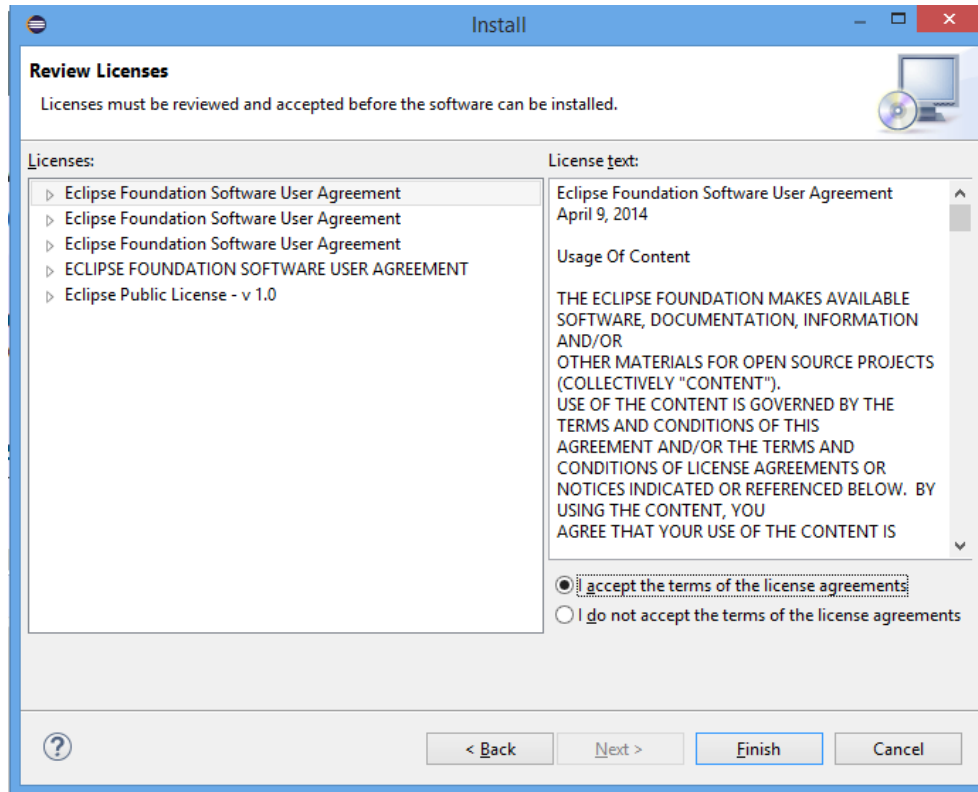 Install
Review Licenses
Licenses must be reviewed and accepted before the software can be installed.
Licenses:
Eclipse Foundation Software User Agreement
Eclipse Foundation Software User Agreement
Eclipse Foundation Software User Agreement
ECLIPSE FOUNDATION SOFTWARE USER AGREEMENT
Eclipse Public License - v 1.0
License text:
Eclipse Foundation Software User Agreement
April 9, 2014
Usage Of Content
THE ECLIPSE FOUNDATION MAKES AVAILABLE
SOFTWARE, DOCUMENTATION, INFORMATION
AND/OR
OTHER MATERIALS FOR OPEN SOURCE PROJECTS
(COLLECTIVELY "CONTENT").
USE OF THE CONTENT IS GOVERNED BY THE
TERMS AND CONDITIONS OF THIS
AGREEMENT AND/OR THE TERMS AND
CONDITIONS OF LICENSE AGREEMENTS OR
NOTICES INDICATED OR REFERENCED BELOW.  BY
USING THE CONTENT, YOU
AGREE THAT YOUR USE OF THE CONTENT IS
I accept the terms of the license agreements
I do not accept the terms of the license agreements
?
< Back
Next >
Finish
Cancel